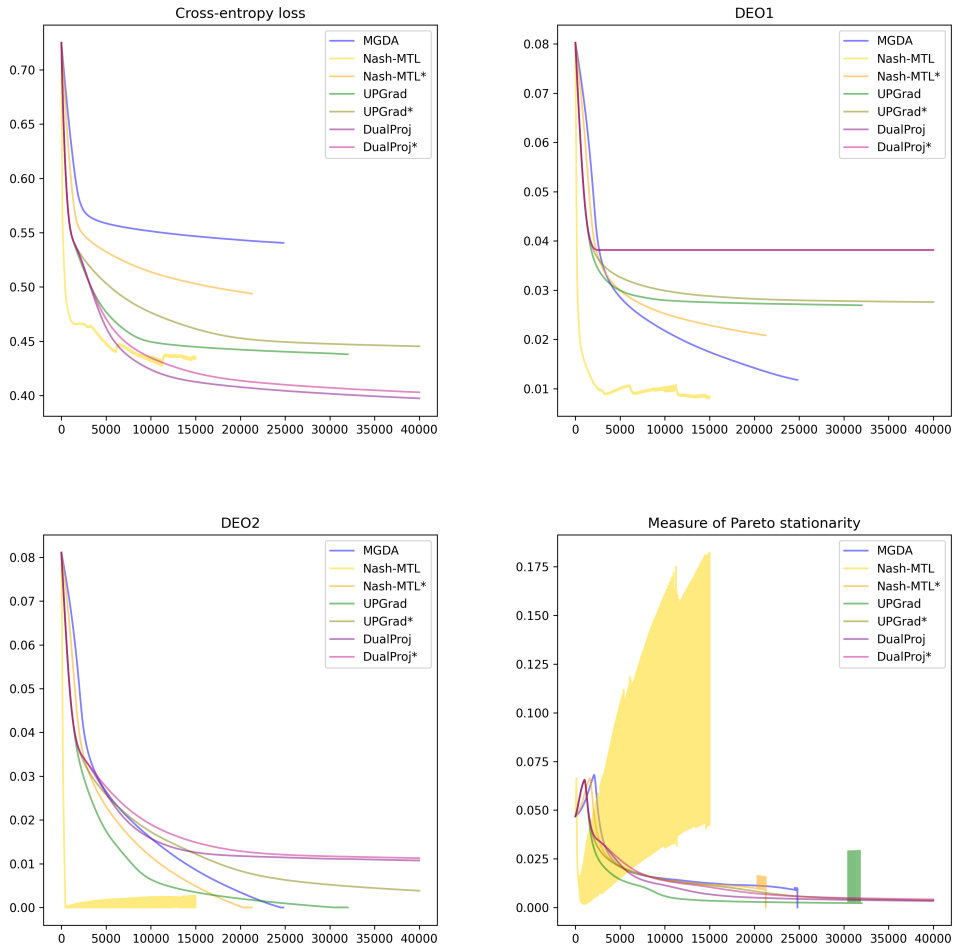 Cross-entropy loss
0.70
0.65
0.60
0.55
0.50
0.45
0.40
0 5000 10000 15000 20000 25000 30000 35000 40000
MGDA
Nash-MTL
Nash-MTL*
UPGrad
UPGrad*
DualProj
DualProj*
DEO1
0.08
0.07
0.06
0.05
0.04
0.03
0.02
0.01
0 5000 10000 15000 20000 25000 30000 35000 40000
MGDA
Nash-MTL
Nash-MTL*
UPGrad
UPGrad*
DualProj
DualProj*
DEO2
0.08
0.07
0.06
0.05
0.04
0.03
0.02
0.01
0.00
0 5000 10000 15000 20000 25000 30000 35000 40000
MGDA
Nash-MTL
Nash-MTL*
UPGrad
UPGrad*
DualProj
DualProj*
Measure of Pareto stationarity
0.175
0.150
0.125
0.100
0.075
0.050
0.025
0.000
0 5000 10000 15000 20000 25000 30000 35000 40000
MGDA
Nash-MTL
Nash-MTL*
UPGrad
UPGrad*
DualProj
DualProj*